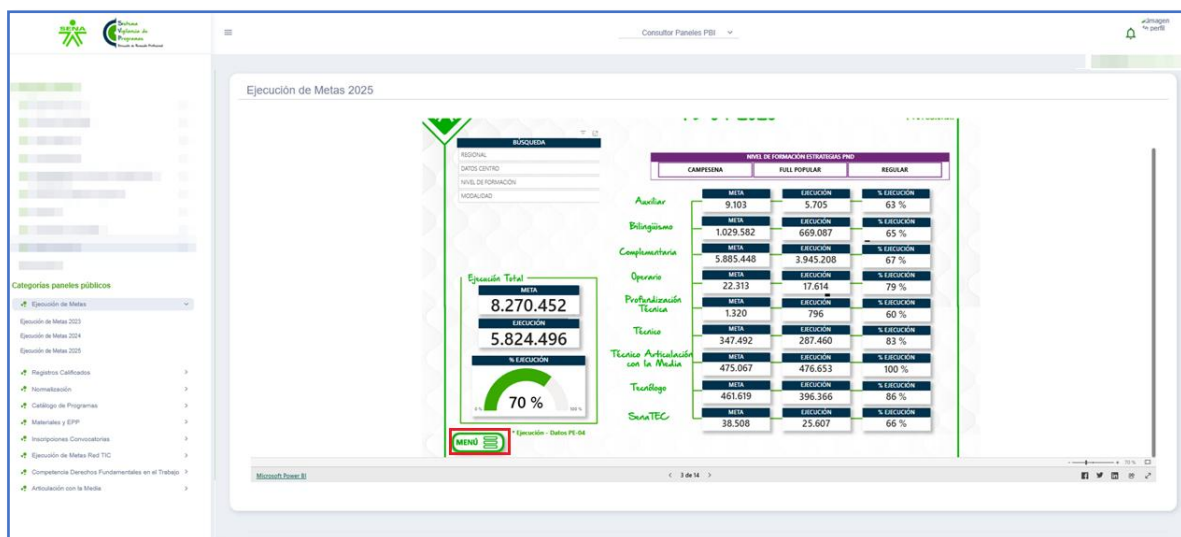 SENA
Sistema
Vigilancia de
Programas
Consultor Paneles PBI
Imagen
perfil
Categorías paneles públicos
Ejecución de Metas
Ejecución de Metas 2023
Ejecución de Metas 2024
Ejecución de Metas 2025
Registros Calificados
Normalización
Catálogo de Programas
Materiales y EPP
Inscripciones Convocatorias
Ejecución de Metas Red TIC
Competencia Derechos Fundamentales en el Trabajo
Articulación con la Media
Ejecución de Metas 2025
BÚSQUEDA
REGIONAL
DATOS CENTRO
NIVEL DE FORMACIÓN
MODALIDAD
NIVEL DE FORMACIÓN ESTRATEGIAS PND
CAMPESENA FULL POPULAR REGULAR
META EJECUCIÓN % EJECUCIÓN
Auxiliar 9.103 5.705 63 %
META EJECUCIÓN % EJECUCIÓN
Bilingüismo 1.029.582 669.087 65 %
META EJECUCIÓN % EJECUCIÓN
Complementaria 5.885.448 3.945.208 67 %
META EJECUCIÓN % EJECUCIÓN
Operario 22.313 17.614 79 %
META EJECUCIÓN % EJECUCIÓN
Profundización
Técnica 1.320 796 60 %
META EJECUCIÓN % EJECUCIÓN
Técnico 347.492 287.460 83 %
META EJECUCIÓN % EJECUCIÓN
Técnico Articulación
con la Media 475.067 476.653 100 %
META EJECUCIÓN % EJECUCIÓN
Tecnólogo 461.619 396.366 86 %
META EJECUCIÓN % EJECUCIÓN
SenaTEC 38.508 25.607 66 %
Ejecución Total
META
8.270.452
EJECUCIÓN
5.824.496
% EJECUCIÓN
70 %
0 % 100 %
* Ejecución - Datos PE-04
MENÚ
Microsoft Power BI
3 de 14
70 %